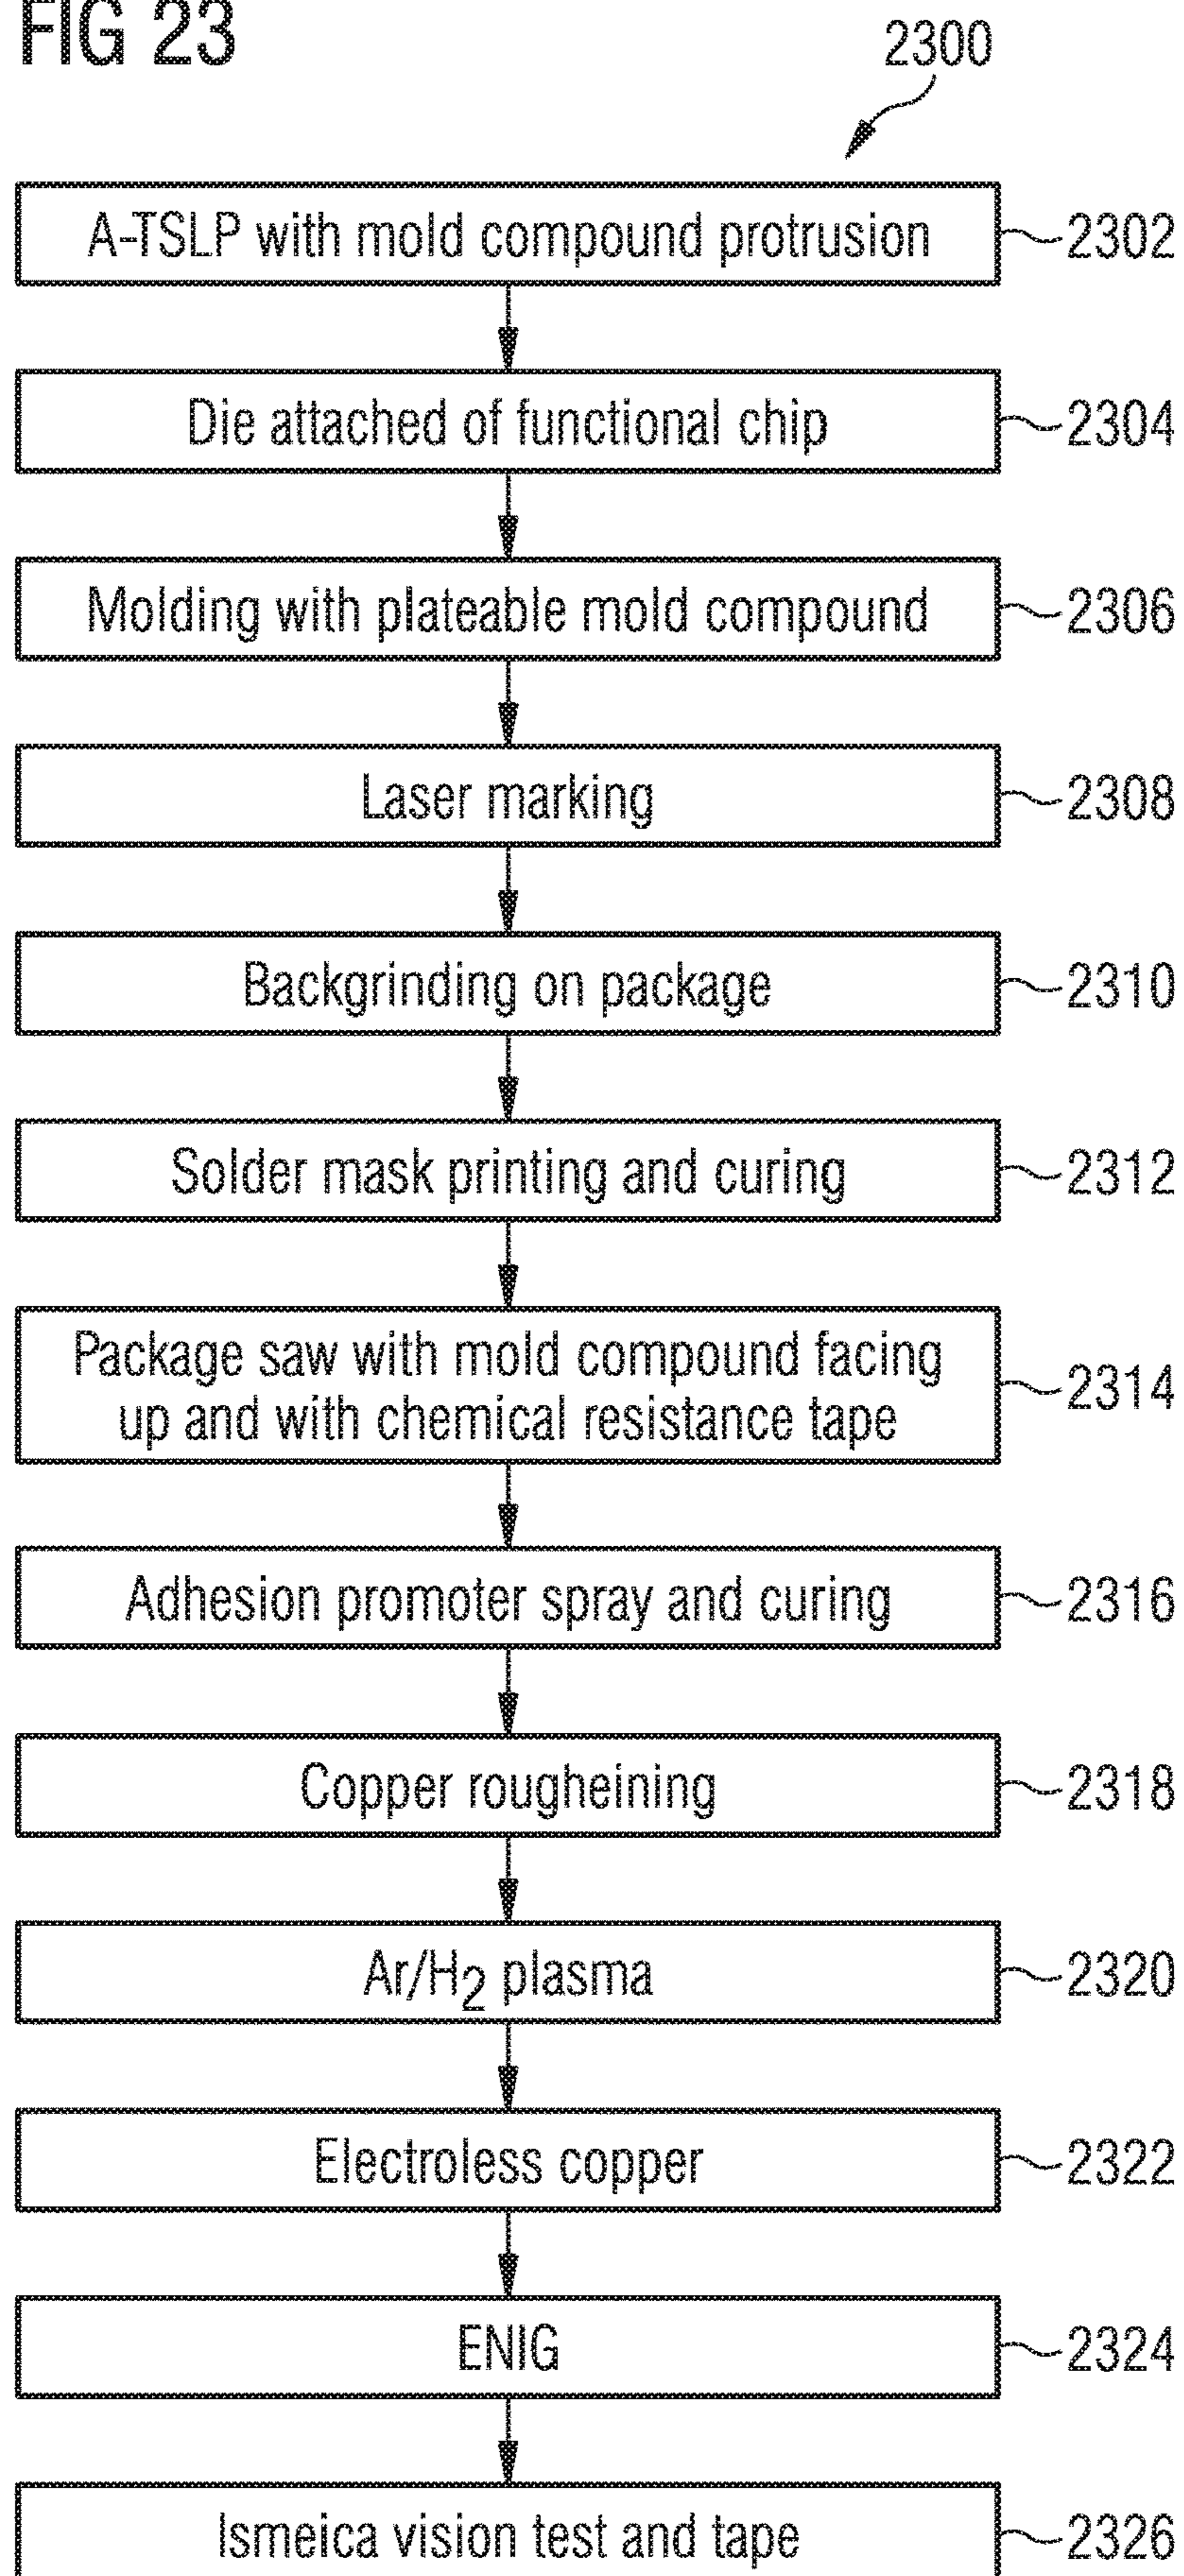 FIG 23
2300
A-TSLP with mold compound protrusion
2302
Die attached of functional chip
2304
Molding with plateable mold compound
2306
Laser marking
2308
Backgrinding on package
2310
Solder mask printing and curing
2312
Package saw with mold compound facing
up and with chemical resistance tape
2314
Adhesion promoter spray and curing
2316
Copper rougheining
2318
Ar/H2 plasma
2320
Electroless copper
2322
ENIG
2324
Ismeica vision test and tape
2326